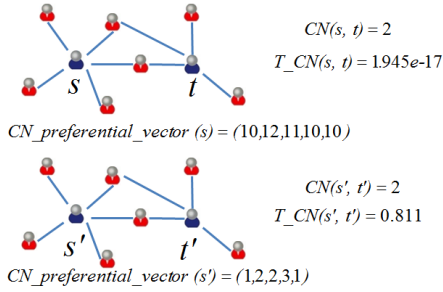 CN(s, t) = 2
T_CN(s, t) = 1.945e-17
s t
CN_preferential_vector (s) = (10,12,11,10,10)
CN(s', t') = 2
T_CN(s', t') = 0.811
s' t'
CN_preferential_vector (s') = (1,2,2,3,1)